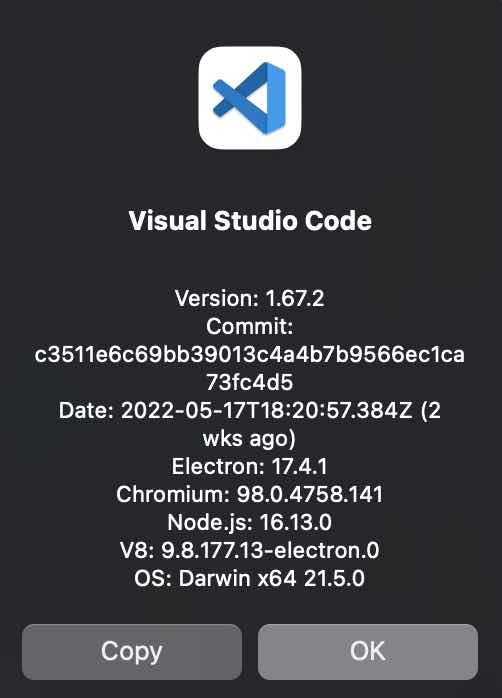 Visual Studio Code
Version: 1.67.2
Commit:
c3511e6c69bb39013c4a4b7b9566ec1ca
73fc4d5
Date: 2022-05-17T18:20:57.384Z (2
wks ago)
Electron: 17.4.1
Chromium: 98.0.4758.141
Node.js: 16.13.0
V8: 9.8.177.13-electron.0
OS: Darwin x64 21.5.0
Copy
OK